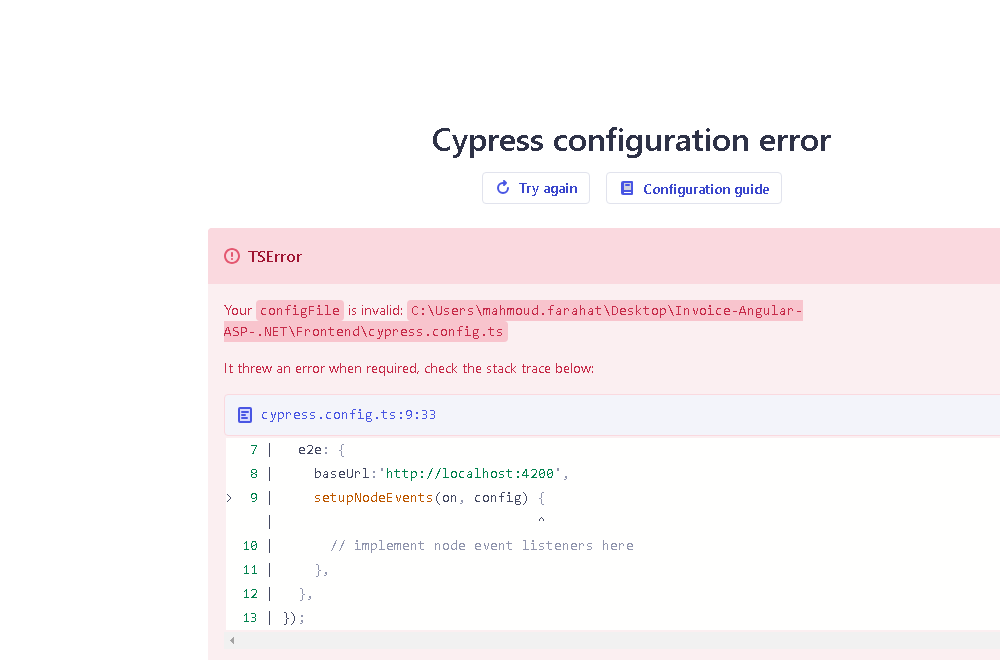 Cypress configuration error
Try again
Configuration guide
TSError
Your configFile is invalid: C:\Users\mahmoud.farahat\Desktop\Invoice-Angular-
ASP-.NET\Frontend\cypress.config.ts
It threw an error when required, check the stack trace below:
cypress.config.ts:9:33
7 |   e2e: {
8 |     baseUrl:'http://localhost:4200',
> 9 |     setupNodeEvents(on, config) {
|                                 ^
10 |       // implement node event listeners here
11 |     },
12 |   },
13 | });